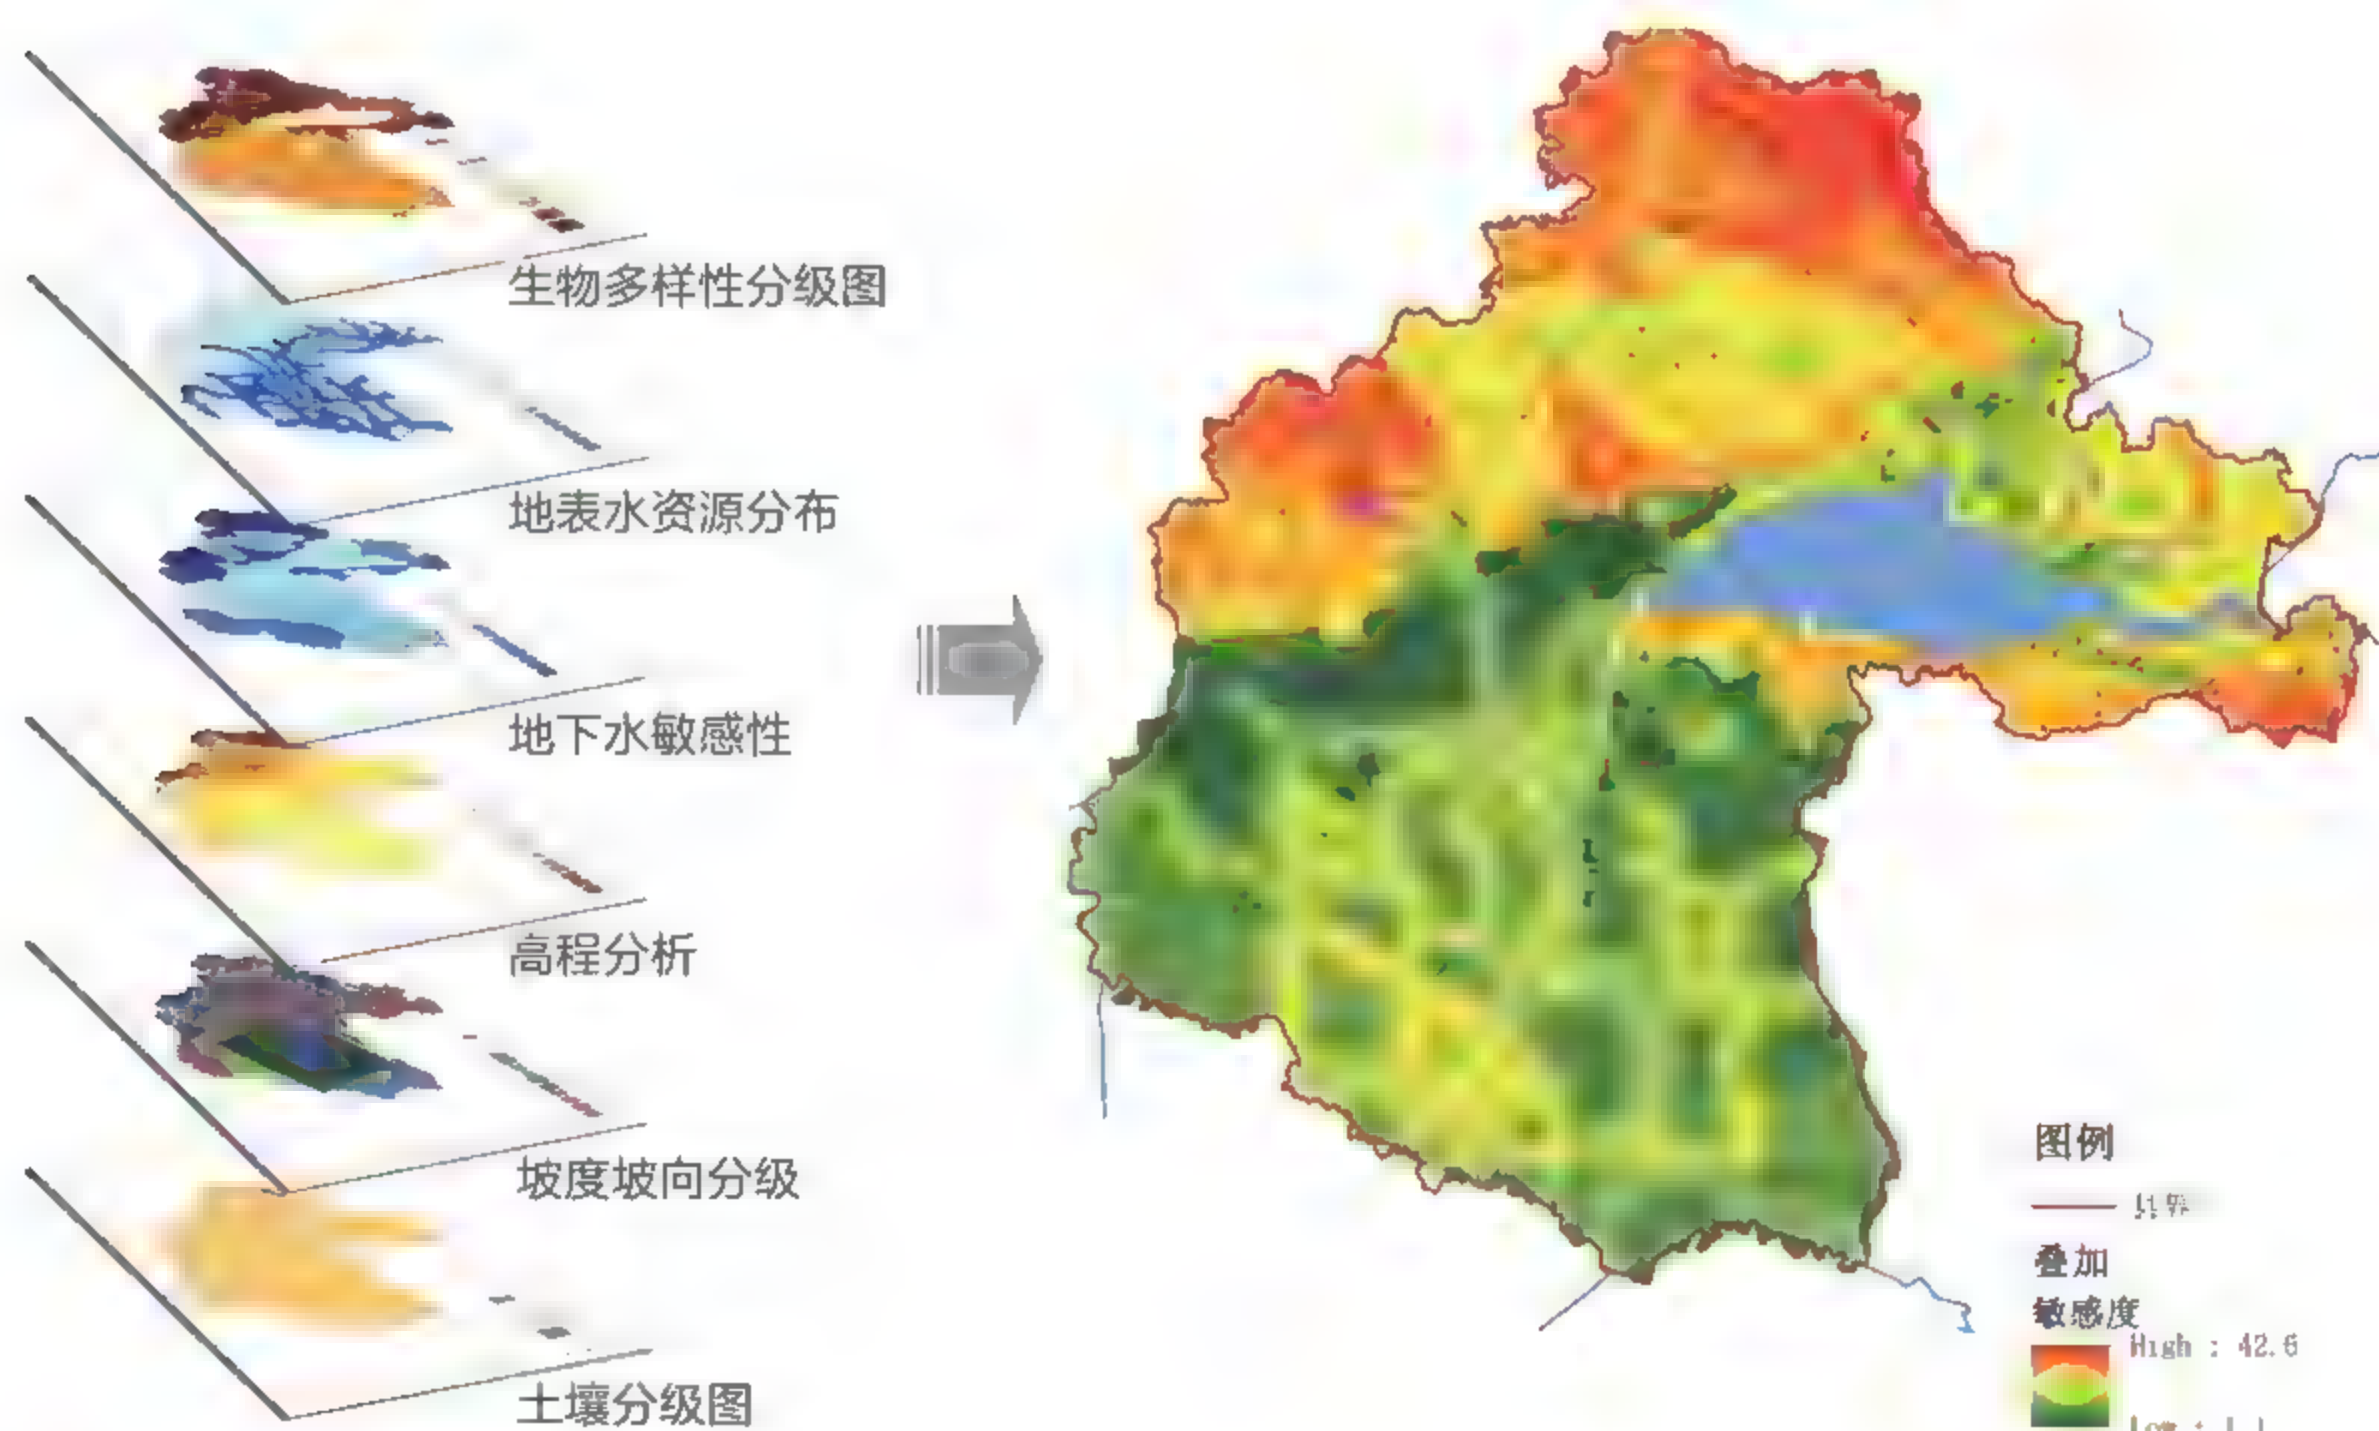 生物多样性分级图
地表水资源分布
地下水敏感性
高程分析
坡度坡向分级
土壤分级图
图例
叠加
敏感度
High : 42.6